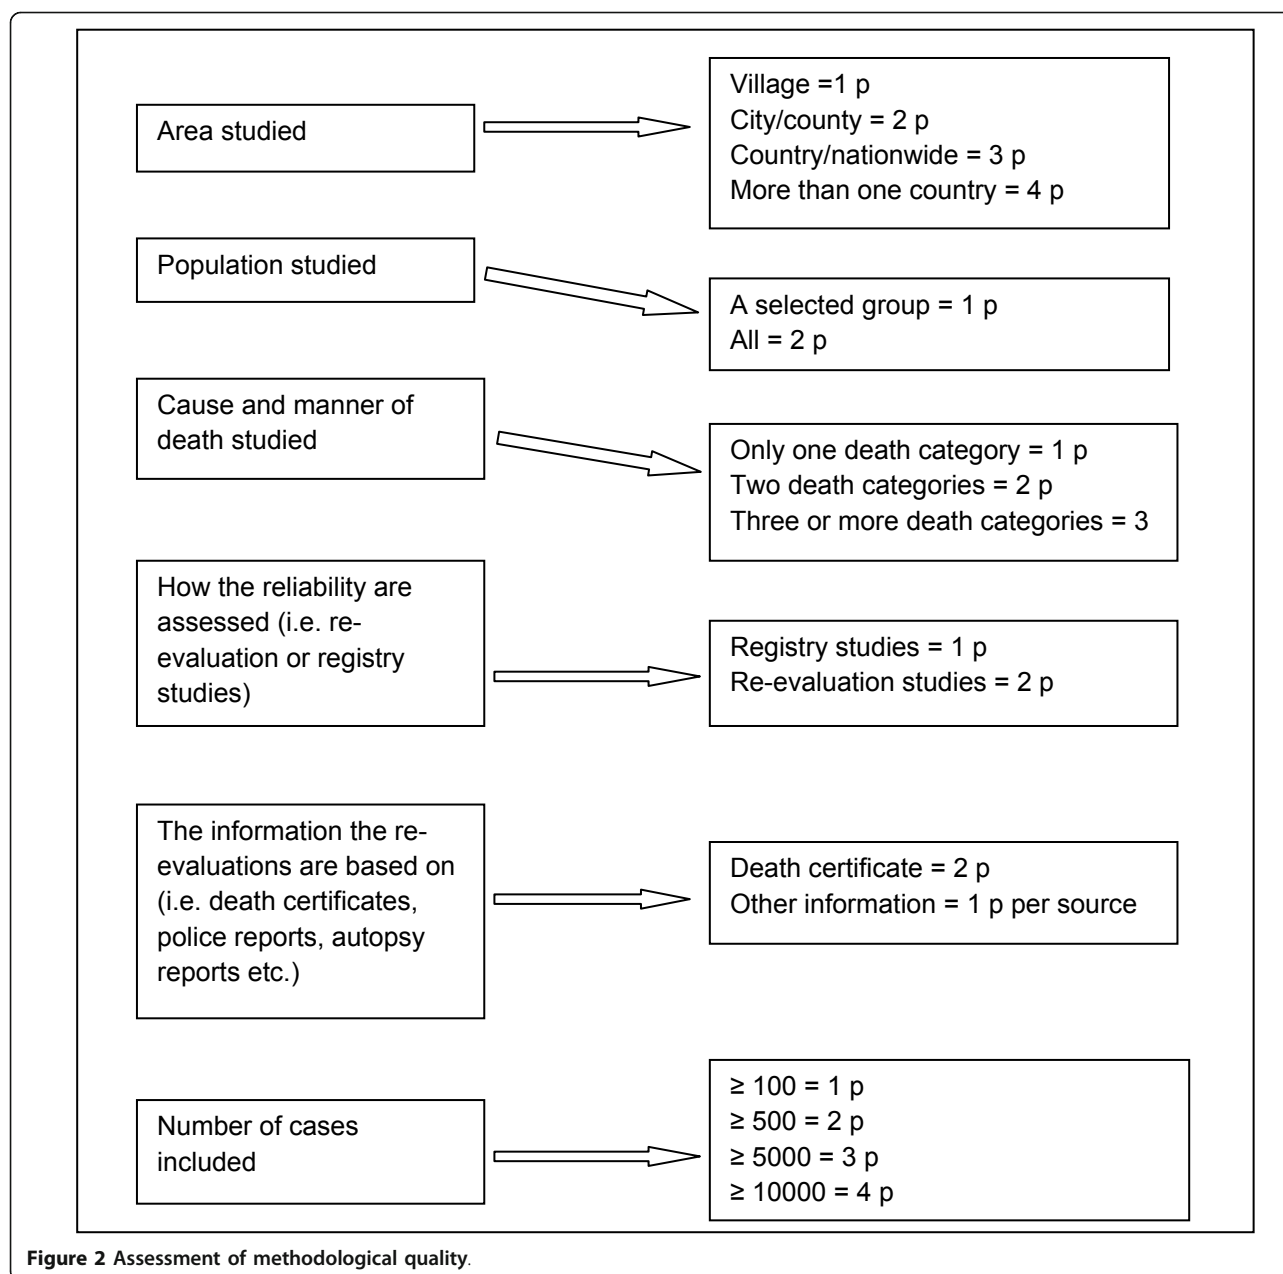 Area studied
Village =1 p
City/county = 2 p
Country/nationwide = 3 p
More than one country = 4 p
Population studied
A selected group = 1 p
All = 2 p
Cause and manner of
death studied
Only one death category = 1 p
Two death categories = 2 p
Three or more death categories = 3
How the reliability are
assessed (i.e. re-
evaluation or registry
studies)
Registry studies = 1 p
Re-evaluation studies = 2 p
The information the re-
evaluations are based on
(i.e. death certificates,
police reports, autopsy
reports etc.)
Death certificate = 2 p
Other information = 1 p per source
Number of cases
included
≥ 100 = 1 p
≥ 500 = 2 p
≥ 5000 = 3 p
≥ 10000 = 4 p
Figure 2 Assessment of methodological quality.